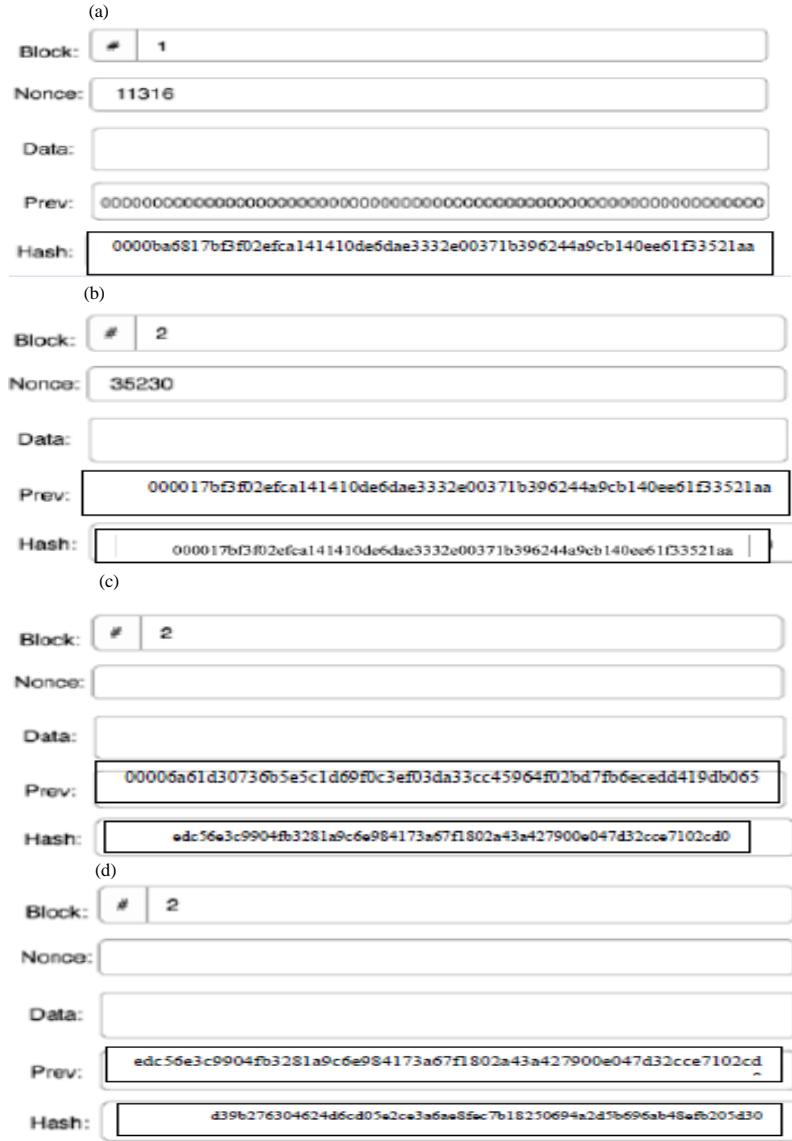 (a)
Block: # 1
Nonce: 11316
Data:
Prev: 0000000000000000000000000000000000000000000000000000000000000000
Hash: 0000ba6817bf3f02efca141410de6dae3332e00371b396244a9cb140ee61f33521aa
(b)
Block: # 2
Nonce: 35230
Data:
Prev: 000017bf3f02efca141410de6dae3332e00371b396244a9cb140ee61f33521aa
Hash: 000017bf3f02efca141410de6dae3332e00371b396244a9cb140ee61f33521aa
(c)
Block: # 2
Nonce:
Data:
Prev: 00006a61d30736b5e5c1d69f0c3ef03da33cc45964f02bd7fb6ecedd419db065
Hash: edc56e3c9904fb3281a9c6e984173a67f1802a43a427900e047d32cce7102cd0
(d)
Block: # 2
Nonce:
Data:
Prev: edc56e3c9904fb3281a9c6e984173a67f1802a43a427900e047d32cce7102cd
Hash: d39b276304624d6cd05e2ce3a6ae8fec7b18250694a2d5b696ab48efb205d30